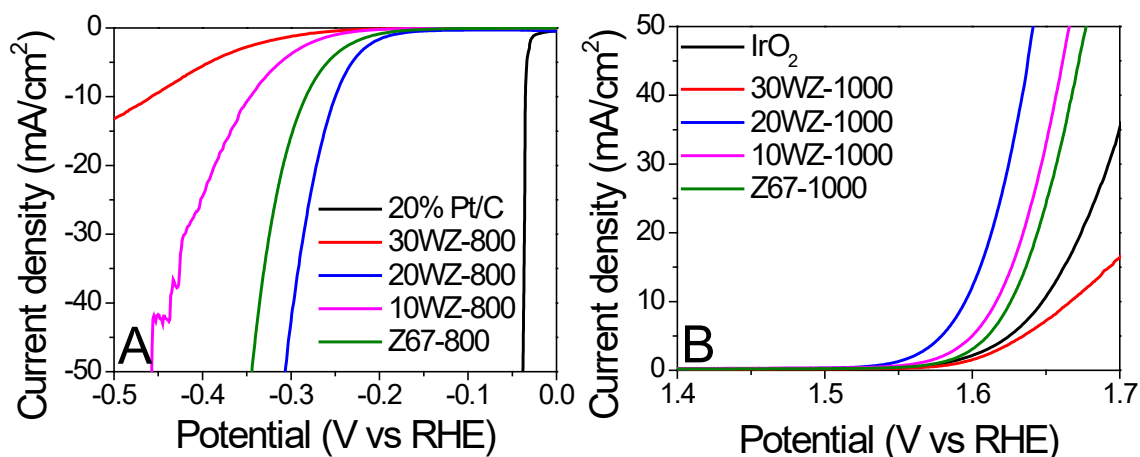 A
Current density (mA/cm²)
0
-10
-20
-30
-40
-50
20% Pt/C
30WZ-800
20WZ-800
10WZ-800
Z67-800
-0.5
-0.4
-0.3
-0.2
-0.1
0.0
Potential (V vs RHE)
B
Current density (mA/cm²)
50
40
30
20
10
0
IrO₂
30WZ-1000
20WZ-1000
10WZ-1000
Z67-1000
1.4
1.5
1.6
1.7
Potential (V vs RHE)